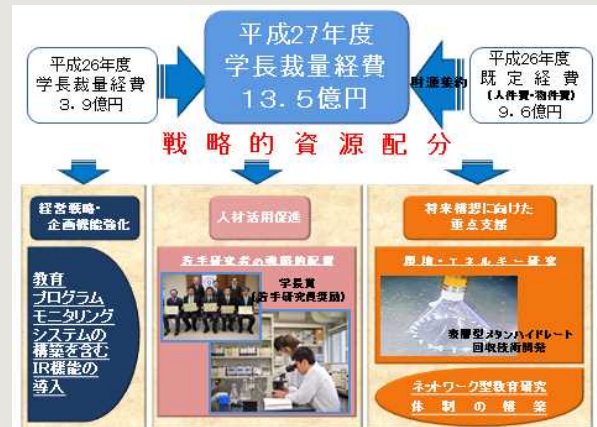 平成27年度
学長裁量経費
13.5億円
平成26年度
学長裁量経費
3.9億円
財源集約
平成26年度
既定経費
(人件費・物件費)
9.6億円
戦略的資源配分
経営戦略・
企画機能強化
教育
プログラム
モニタリング
システムの
構築を含む
IR機能の
導入
人材活用促進
若手研究者の戦略的配置
学長賞
(若手研究員奨励)
将来構想に向けた
重点支援
環境・エネルギー研究
表層型メタンハイドレート
回収技術開発
ネットワーク型教育研究
体制の構築